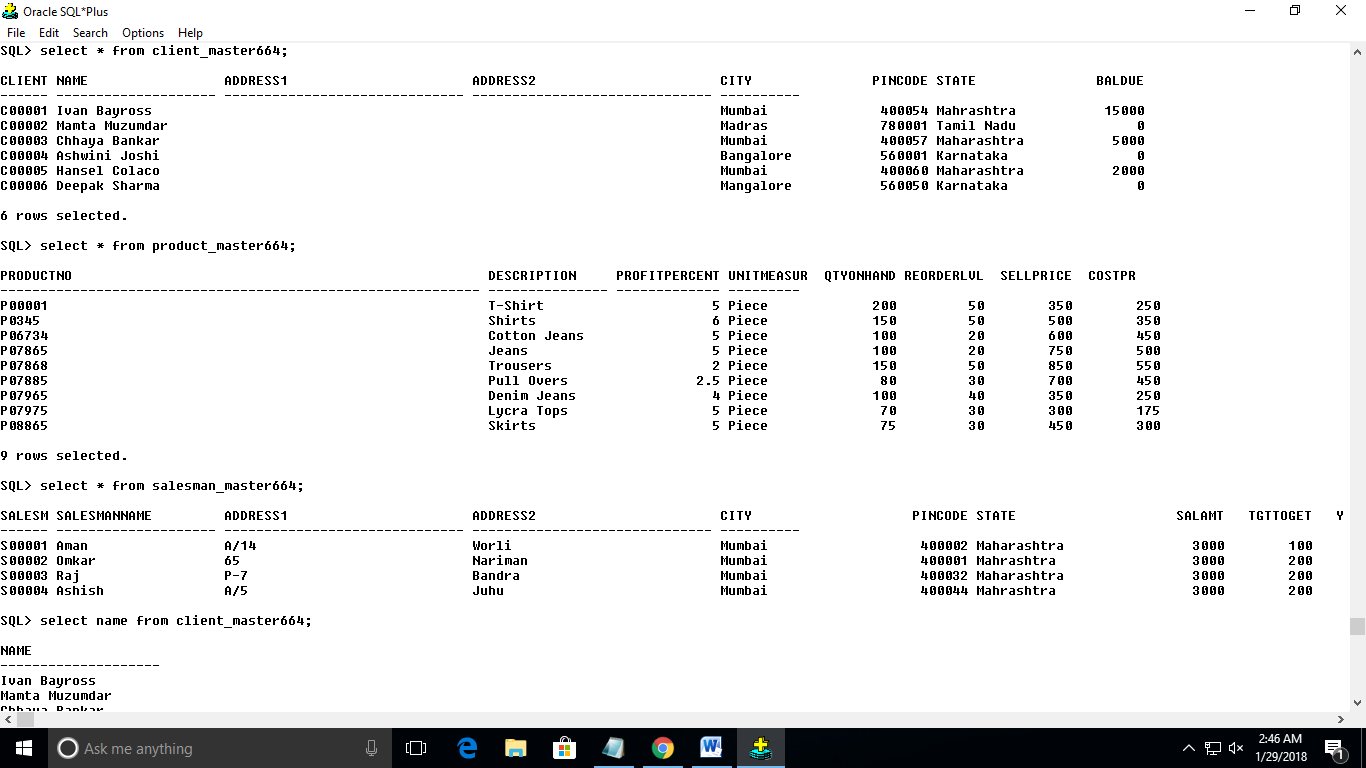 Oracle SQL*Plus
File Edit Search Options Help
SQL> select * from client_master664;
CLIENT NAME ADDRESS1 ADDRESS2 CITY PINCODE STATE BALDUE
------ -------------------- ------------------------------ ------------------------------ ---------- 
C00001 Ivan Bayross Mumbai 400054 Mahrashtra 15000
C00002 Mamta Muzumdar Madras 780001 Tamil Nadu 0
C00003 Chhaya Bankar Mumbai 400057 Maharashtra 5000
C00004 Ashwini Joshi Bangalore 560001 Karnataka 0
C00005 Hansel Colaco Mumbai 400060 Maharashtra 2000
C00006 Deepak Sharma Mangalore 560050 Karnataka 0
6 rows selected.
SQL> select * from product_master664;
PRODUCTNO DESCRIPTION PROFITPERCENT UNITMEASUR QTYONHAND REORDERLVL SELLPRICE COSTPR
------------------------------------------------------------ --------------- ------------- ----------
P00001 T-Shirt 5 Piece 200 50 350 250
P0345 Shirts 6 Piece 150 50 500 350
P06734 Cotton Jeans 5 Piece 100 20 600 450
P07865 Jeans 5 Piece 100 20 750 500
P07868 Trousers 2 Piece 150 50 850 550
P07885 Pull Overs 2.5 Piece 80 30 700 450
P07965 Denim Jeans 4 Piece 100 40 350 250
P07975 Lycra Tops 5 Piece 70 30 300 175
P08865 Skirts 5 Piece 75 30 450 300
9 rows selected.
SQL> select * from salesman_master664;
SALESM SALESMANNAME ADDRESS1 ADDRESS2 CITY PINCODE STATE SALAMT TGTTOGET Y
------ -------------------- ------------------------------ ------------------------------ ----------
S00001 Aman A/14 Worli Mumbai 400002 Maharashtra 3000 100
S00002 Omkar 65 Nariman Mumbai 400001 Mahrashtra 3000 200
S00003 Raj P-7 Bandra Mumbai 400032 Maharashtra 3000 200
S00004 Ashish A/5 Juhu Mumbai 400044 Mahrashtra 3000 200
SQL> select name from client_master664;
NAME
--------------------
Ivan Bayross
Mamta Muzumdar
Chhaya Bankar
Ask me anything
2:46 AM
1/29/2018
1